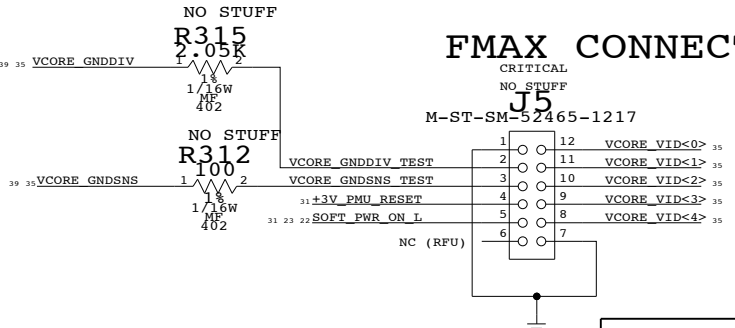 NO STUFF
R315
2.05K
39 35 VCORE_GNDDIV 1 2
1%
1/16W
MF
402
FMAX CONNECT
CRITICAL
NO STUFF
J5
M-ST-SM-52465-1217
NO STUFF
R312
100
39 35 VCORE_GNDSNS 1 2
1%
1/16W
MF
402
1 12 VCORE_VID<0> 35
VCORE_GNDDIV_TEST 2 11 VCORE_VID<1> 35
VCORE_GNDSNS_TEST 3 10 VCORE_VID<2> 35
31 +3V_PMU_RESET 4 9 VCORE_VID<3> 35
31 23 22 SOFT_PWR_ON_L 5 8 VCORE_VID<4> 35
NC (RFU) 6 7